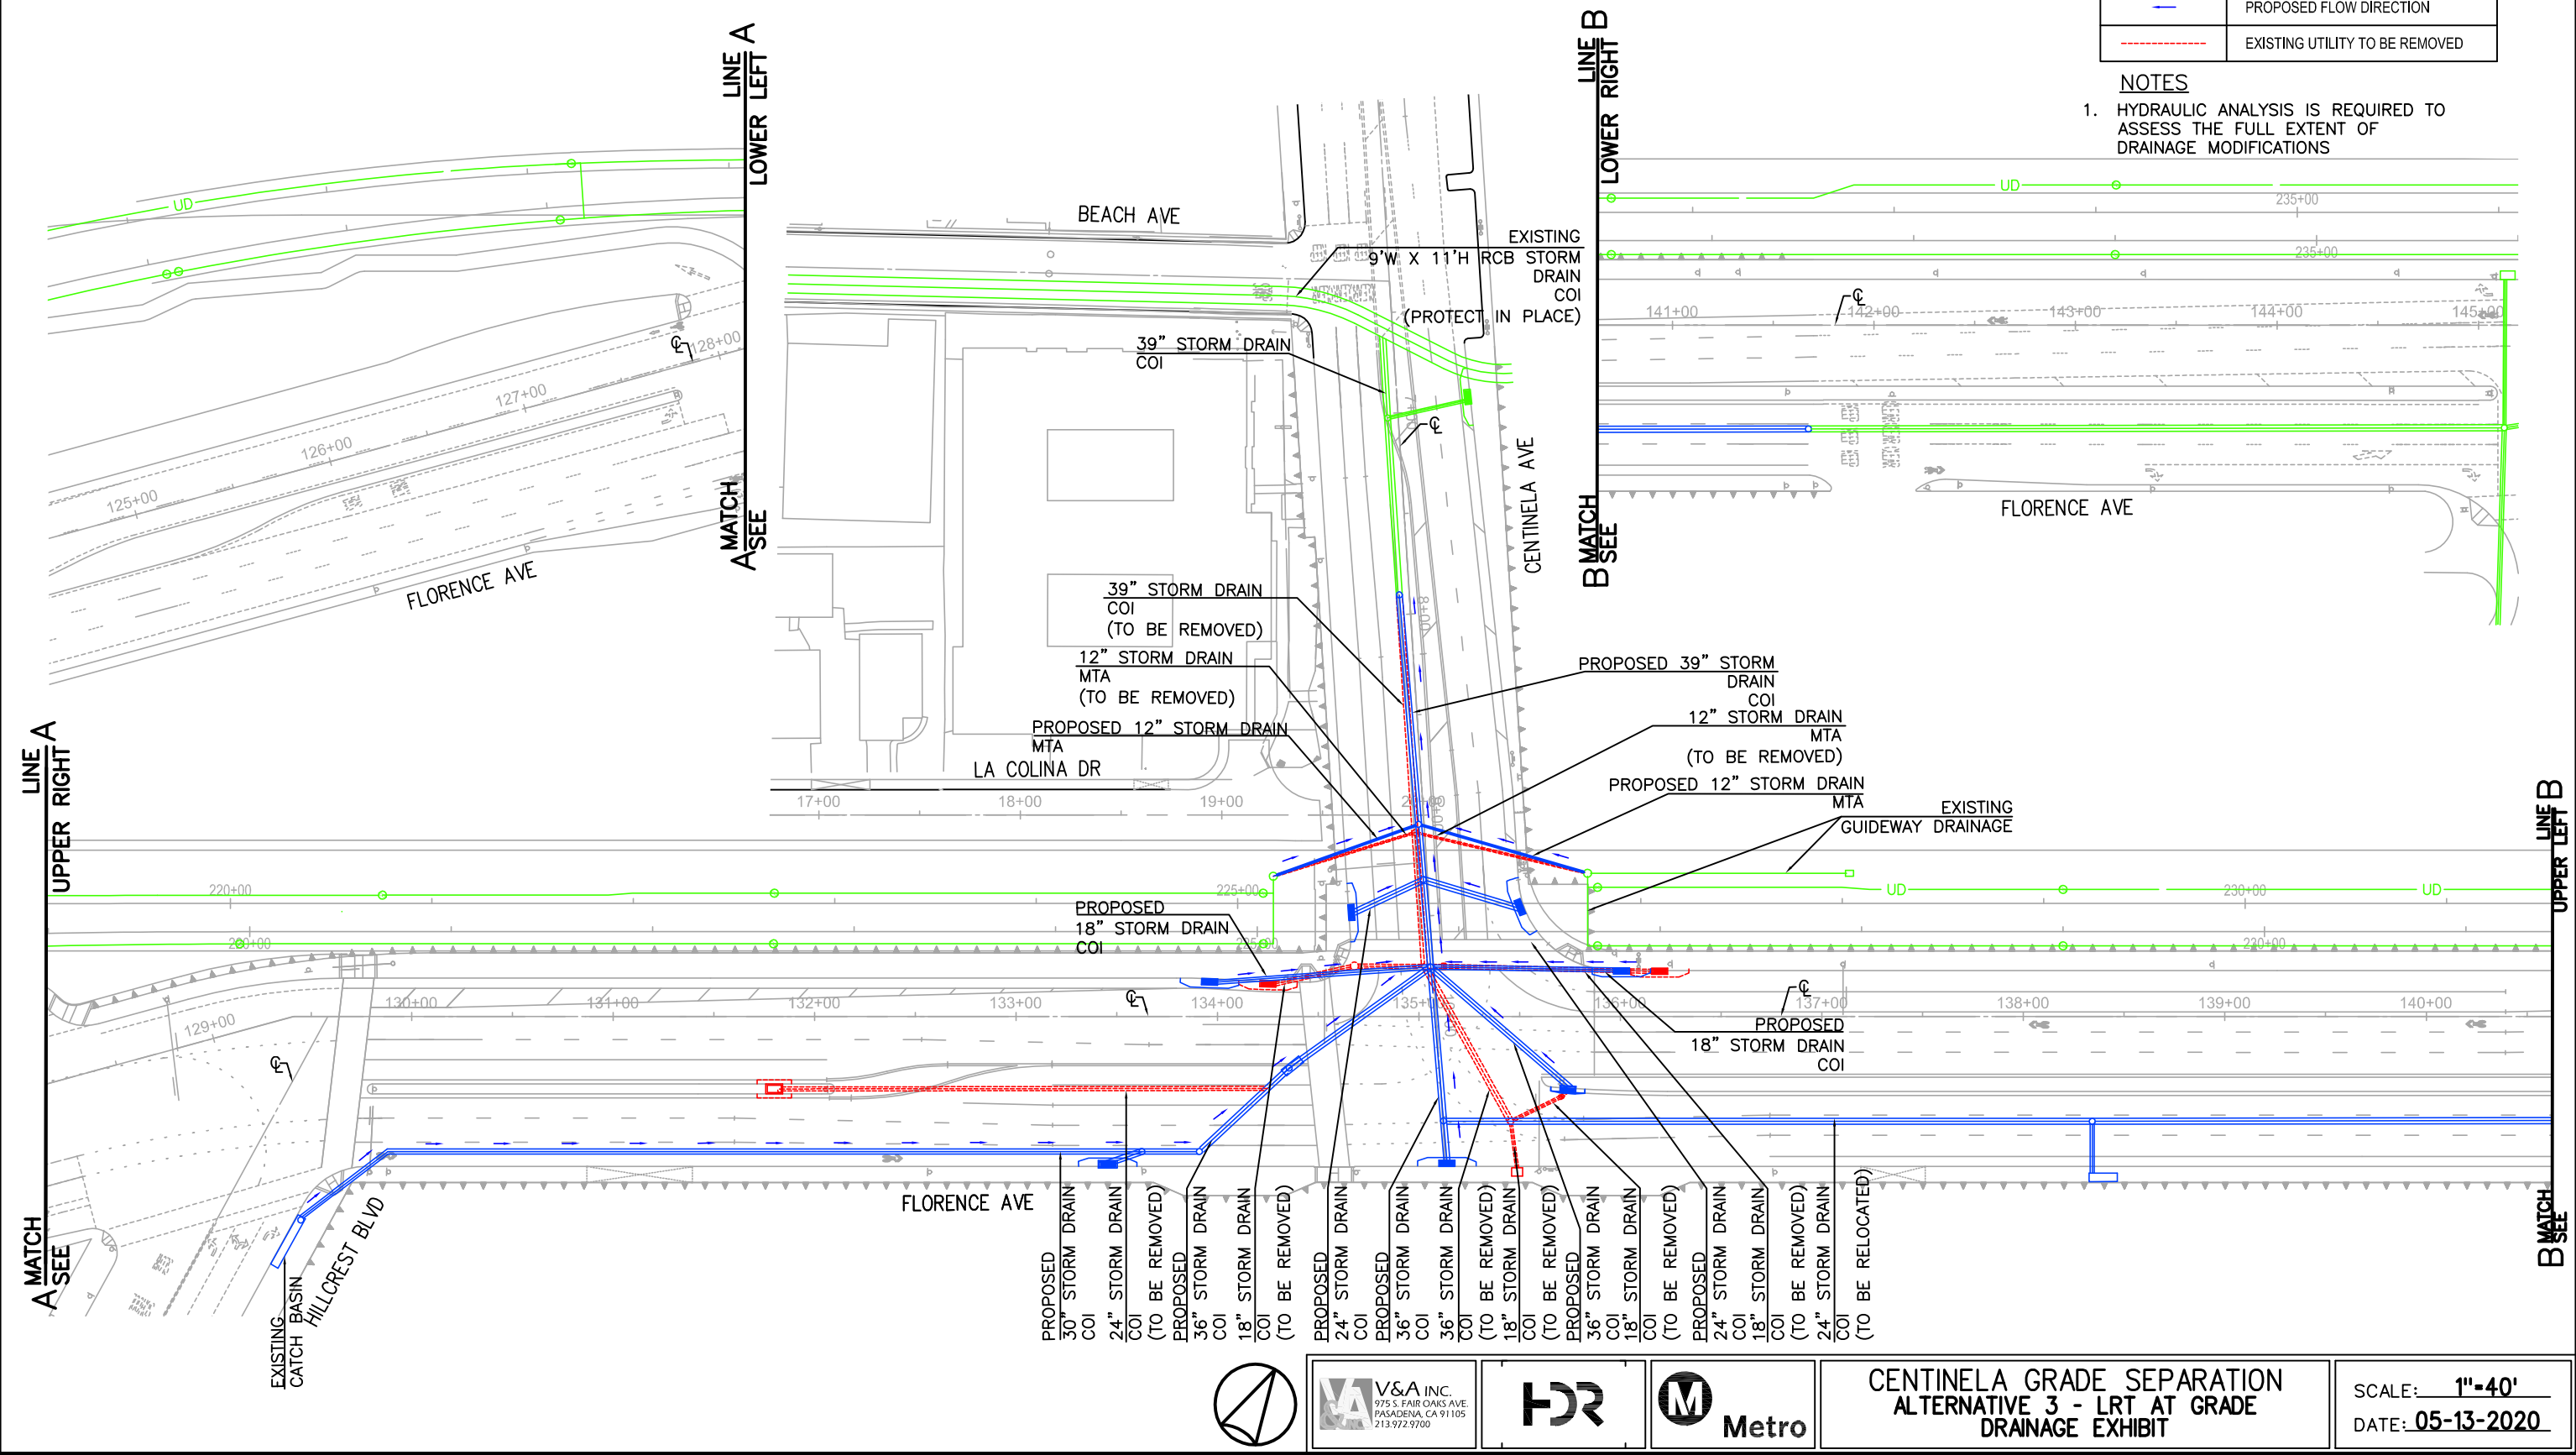 PROPOSED FLOW DIRECTION
EXISTING UTILITY TO BE REMOVED
NOTES
1. HYDRAULIC ANALYSIS IS REQUIRED TO
ASSESS THE FULL EXTENT OF
DRAINAGE MODIFICATIONS
A MATCH LINE A
SEE LOWER LEFT
B MATCH LINE B
SEE LOWER RIGHT
UD
125+00
126+00
127+00
128+00
FLORENCE AVE
BEACH AVE
EXISTING
9'W X 11'H RCB STORM
DRAIN
COI
(PROTECT IN PLACE)
39" STORM DRAIN
COI
CENTINELA AVE
8+00
UD
235+00
235+00
141+00
142+00
143+00
144+00
145+00
FLORENCE AVE
39" STORM DRAIN
COI
(TO BE REMOVED)
12" STORM DRAIN
MTA
(TO BE REMOVED)
PROPOSED 12" STORM DRAIN
MTA
LA COLINA DR
17+00
18+00
19+00
PROPOSED 39" STORM
DRAIN
COI
12" STORM DRAIN
MTA
(TO BE REMOVED)
PROPOSED 12" STORM DRAIN
MTA
EXISTING
GUIDEWAY DRAINAGE
A MATCH LINE A
SEE UPPER RIGHT
B MATCH LINE B
SEE UPPER LEFT
220+00
225+00
UD
230+00
UD
220+00
225+00
230+00
PROPOSED
18" STORM DRAIN
COI
129+00
130+00
131+00
132+00
133+00
134+00
135+00
136+00
137+00
138+00
139+00
140+00
PROPOSED
18" STORM DRAIN
COI
FLORENCE AVE
HILLCREST BLVD
EXISTING
CATCH BASIN
PROPOSED
30" STORM DRAIN
COI
24" STORM DRAIN
COI
(TO BE REMOVED)
PROPOSED
36" STORM DRAIN
COI
18" STORM DRAIN
COI
(TO BE REMOVED)
PROPOSED
24" STORM DRAIN
COI
PROPOSED
36" STORM DRAIN
COI
36" STORM DRAIN
COI
(TO BE REMOVED)
18" STORM DRAIN
COI
(TO BE REMOVED)
PROPOSED
36" STORM DRAIN
COI
18" STORM DRAIN
COI
(TO BE REMOVED)
PROPOSED
24" STORM DRAIN
COI
18" STORM DRAIN
COI
(TO BE REMOVED)
24" STORM DRAIN
COI
(TO BE RELOCATED)
V&A INC.
975 S. FAIR OAKS AVE.
PASADENA, CA 91105
213.972.9700
HDR
M Metro
CENTINELA GRADE SEPARATION
ALTERNATIVE 3 - LRT AT GRADE
DRAINAGE EXHIBIT
SCALE: 1"=40'
DATE: 05-13-2020